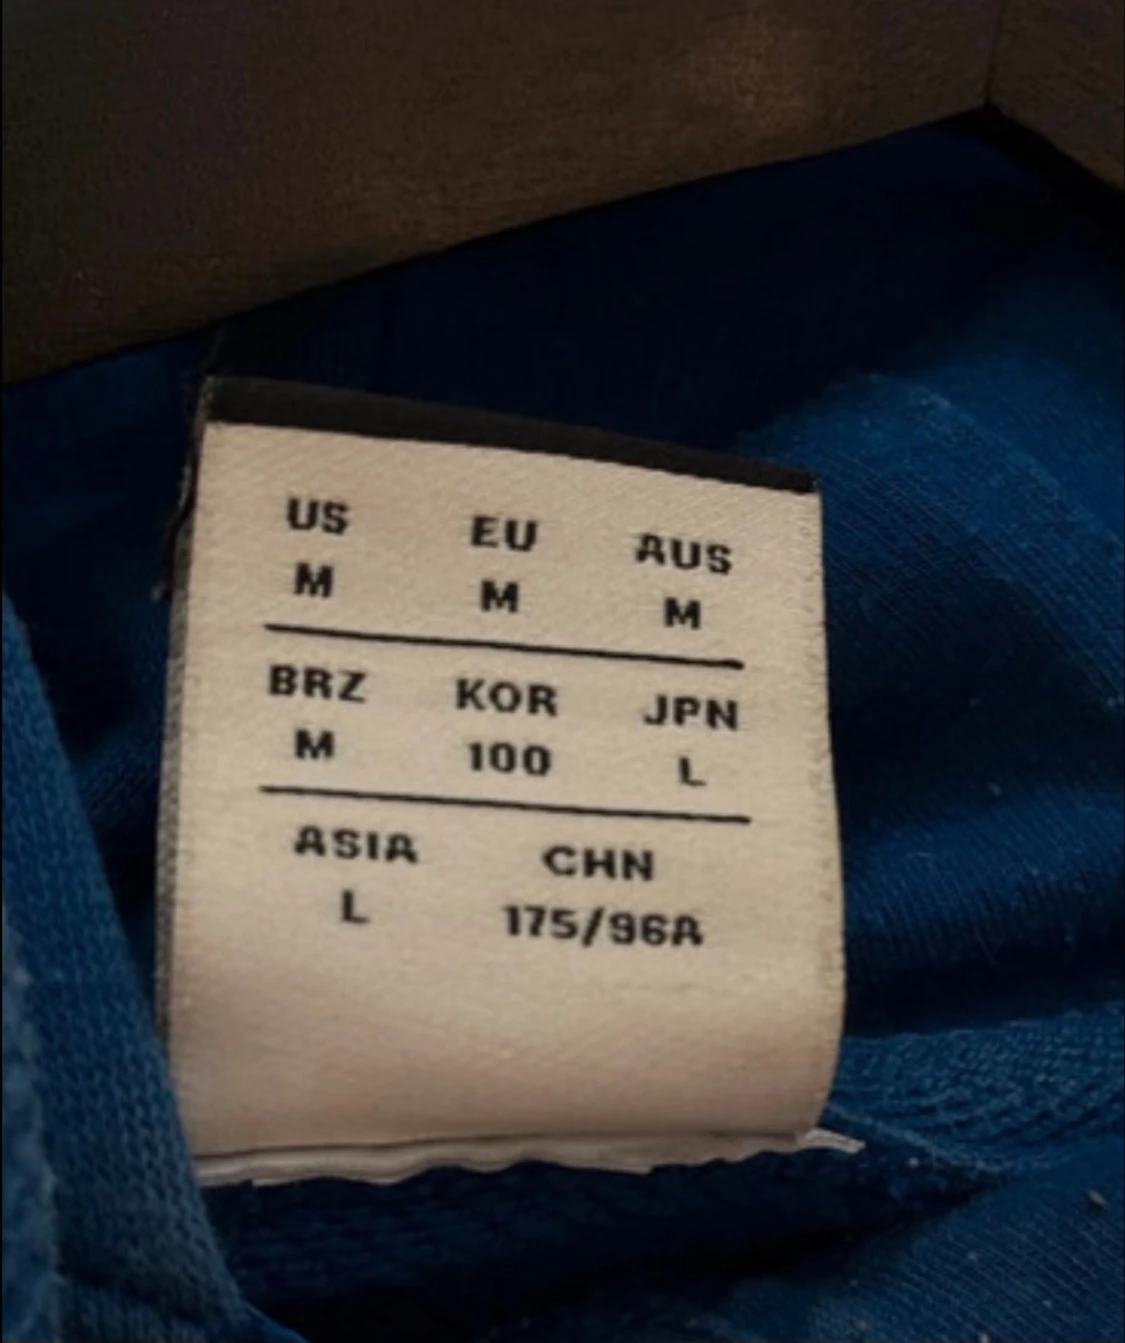 US EU AUS
M M M
BRZ KOR JPN
M 100 L
ASIA CHN
L 175/96A